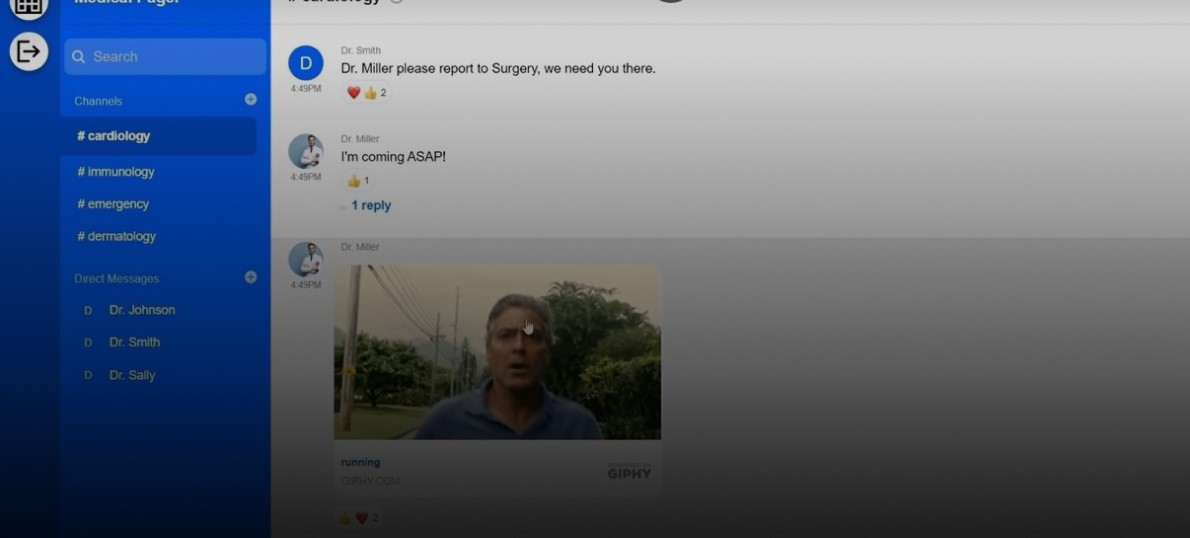 Medical Pager
# cardiology
Search
Channels
# cardiology
# immunology
# emergency
# dermatology
Direct Messages
D Dr. Johnson
D Dr. Smith
D Dr. Sally
D
Dr. Smith
Dr. Miller please report to Surgery, we need you there.
4:49PM
2
Dr. Miller
I'm coming ASAP!
4:49PM
1
1 reply
Dr. Miller
4:49PM
running
GIPHY.COM
POWERED BY
GIPHY
2